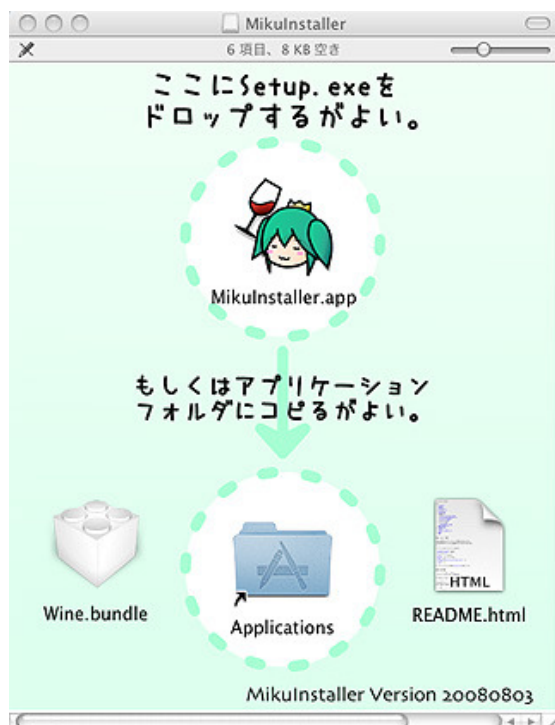 MikuInstaller
6 項目、8 KB 空き
ここにSetup.exeを
ドロップするがよい。
MikuInstaller.app
もしくはアプリケーション
フォルダにコピるがよい。
HTML
Wine.bundle
Applications
README.html
MikuInstaller Version 20080803